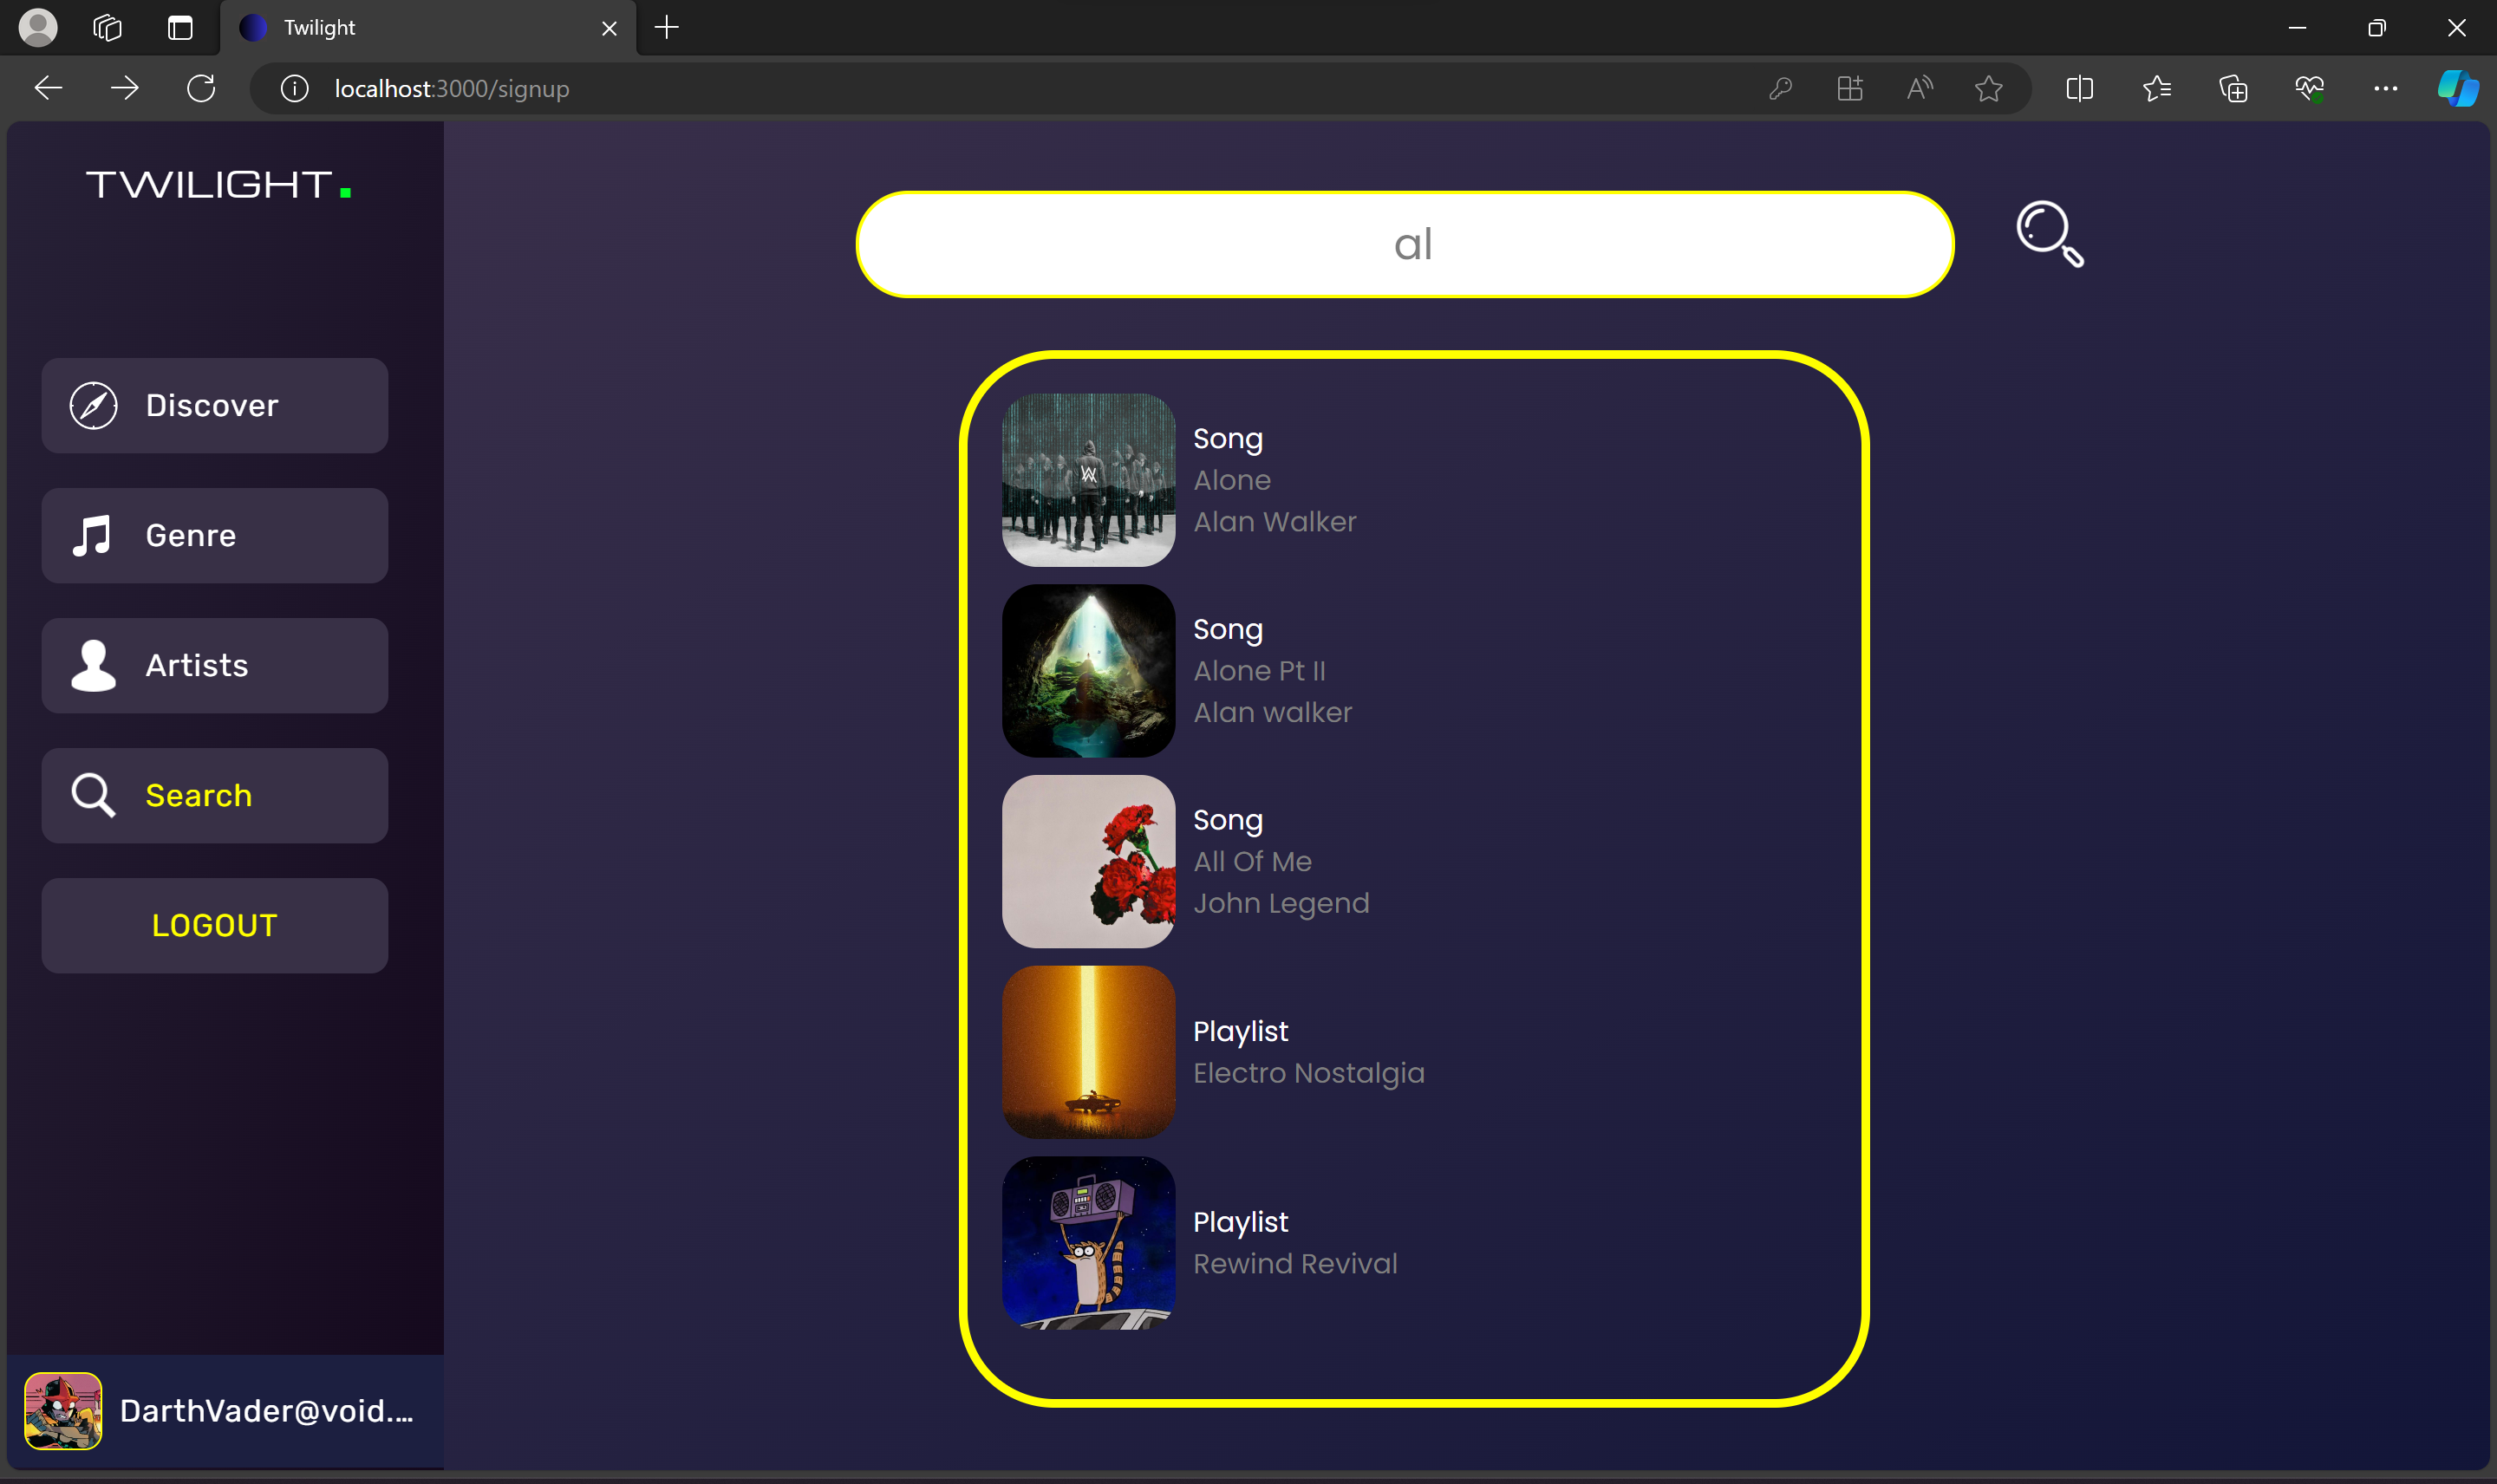 Twilight
localhost:3000/signup
TWILIGHT.
al
Discover
Genre
Artists
Search
LOGOUT
Song
Alone
Alan Walker
Song
Alone Pt II
Alan walker
Song
All Of Me
John Legend
Playlist
Electro Nostalgia
Playlist
Rewind Revival
DarthVader@void....